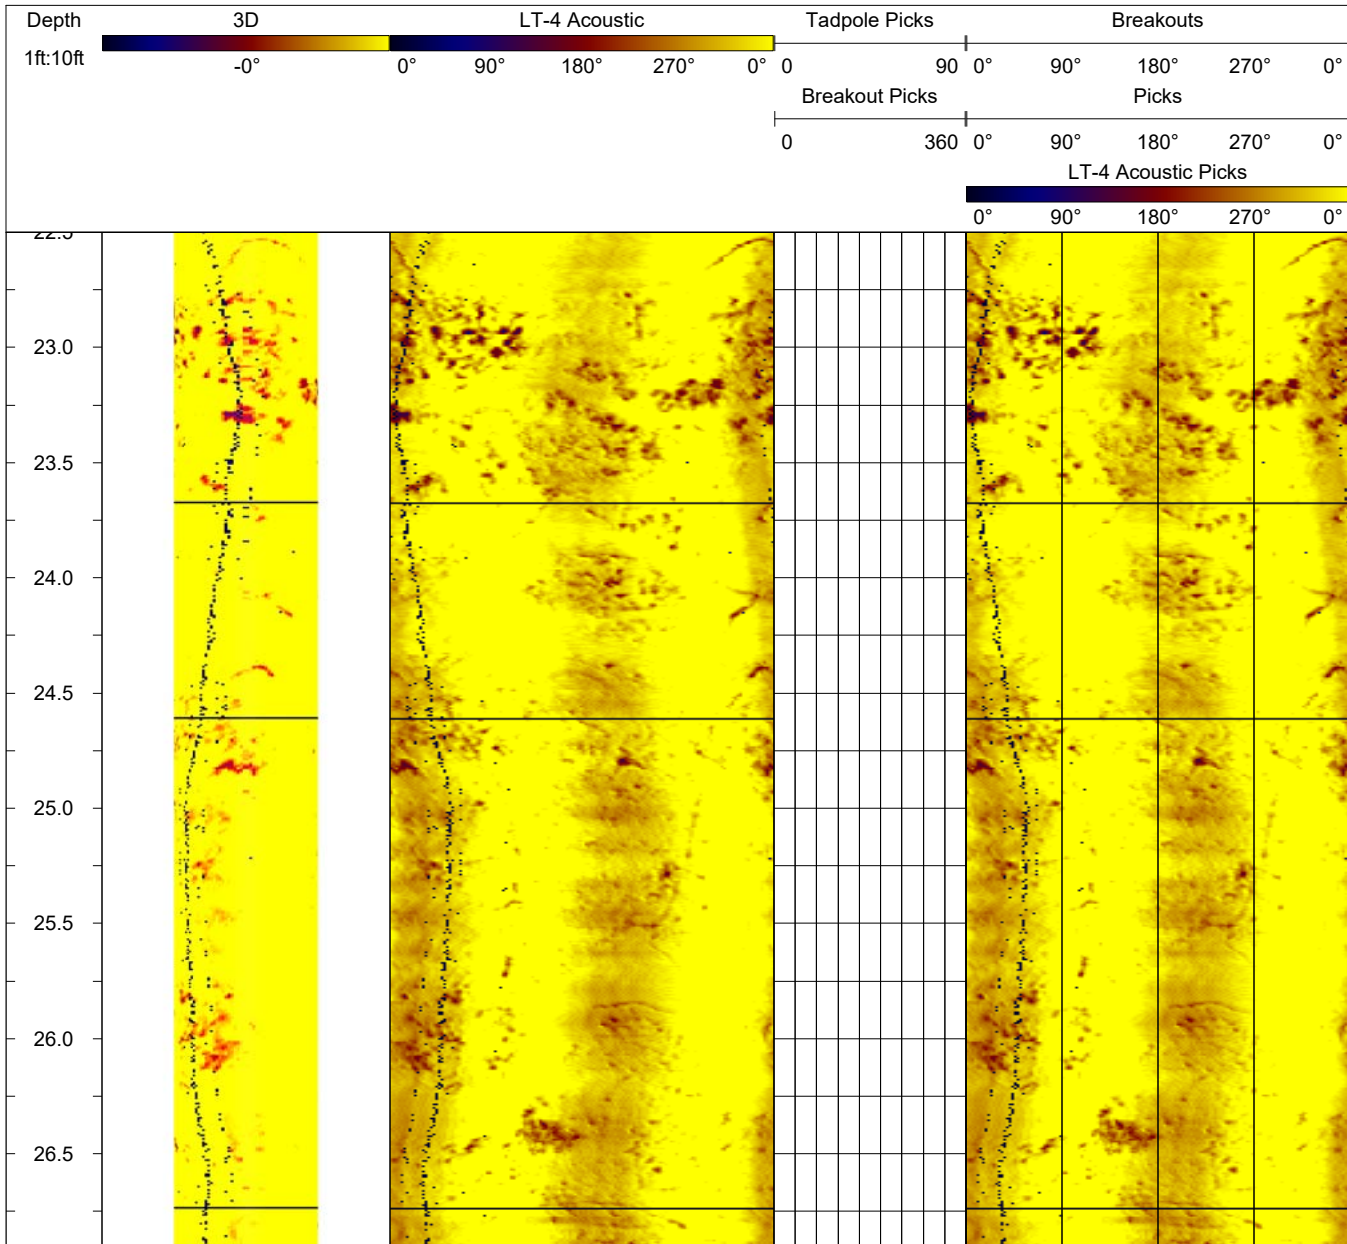 Depth 3D LT-4 Acoustic Tadpole Picks Breakouts
1ft:10ft -0° 0° 90° 180° 270° 0° 0 90 0° 90° 180° 270° 0°
Breakout Picks Picks
0 360 0° 90° 180° 270° 0°
LT-4 Acoustic Picks
0° 90° 180° 270° 0°
22.5
23.0
23.5
24.0
24.5
25.0
25.5
26.0
26.5